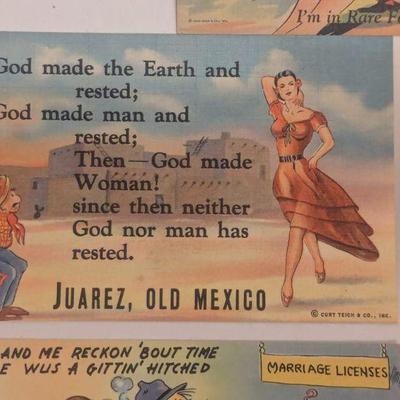 I'm in Rare
God made the Earth and
rested;
God made man and
rested;
Then—God made
Woman!
since then neither
God nor man has
rested.
JUAREZ, OLD MEXICO
© CURT TEICH & CO., INC.
AND ME RECKON 'BOUT TIME
WUS A GITTIN' HITCHED
MARRIAGE LICENSES